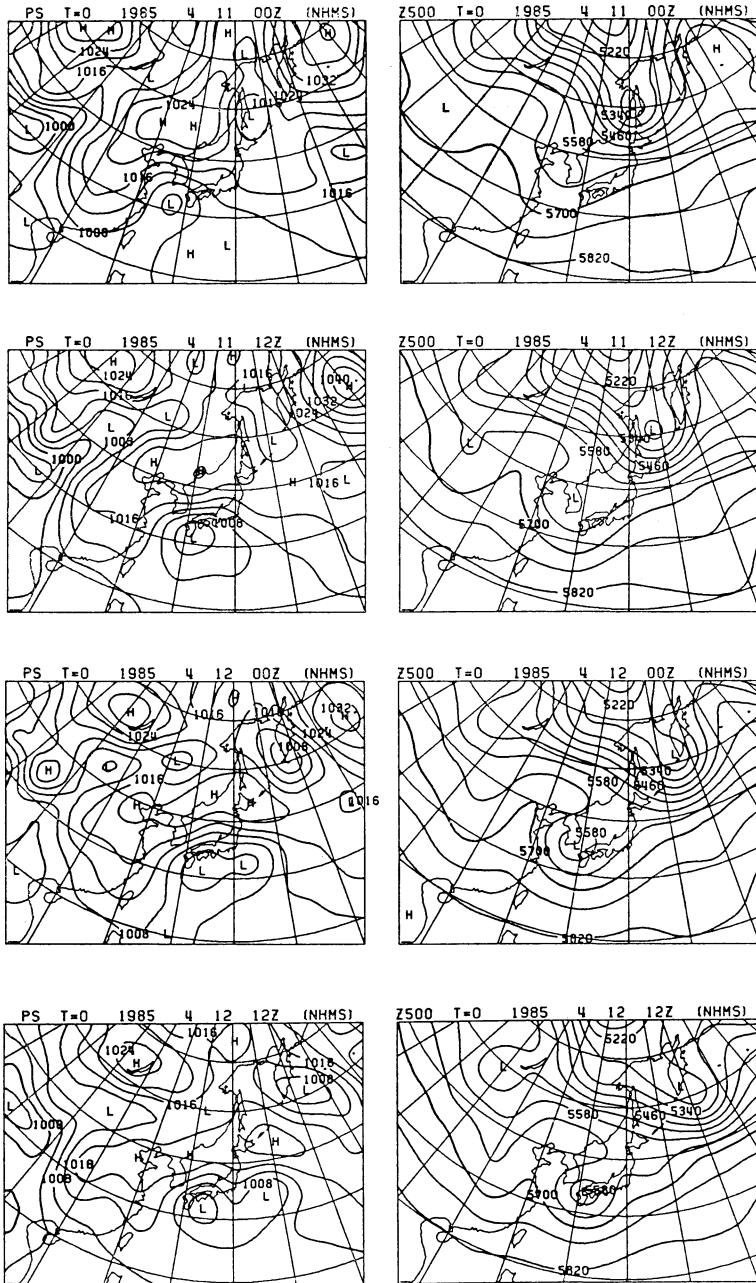 PS T=0 1985 4 11 00Z (NHMS)
H H H L H
1024
1016 L 1032
1024 1024
1016 L
L 1000 H H
L
1016 1016
L
L 1008
H L
Z500 T=0 1985 4 11 00Z (NHMS)
5220 H
L
5340
5580 5460
5700
5820
PS T=0 1985 4 11 12Z (NHMS)
H L H
1024 1016 1040
H
1016 1032
L 1024
L
1008 L
1000 H
L H 1016 L
1016 1008
L
Z500 T=0 1985 4 11 12Z (NHMS)
5220
L
L 5580 5340
5460
L
5700
5820
PS T=0 1985 4 12 00Z (NHMS)
H 1016 1032
H
1024 1024
L 1008
H L 1016
H H H 1016
L L
L
1008 L
Z500 T=0 1985 4 12 00Z (NHMS)
5220
L
5340
5580 5460
5580
5700 L
H
5820
PS T=0 1985 4 12 12Z (NHMS)
1016
H
1024 H 1016
1008
L
L L 1016 L
1000
H
1016 H H
1008 1008
L
L
Z500 T=0 1985 4 12 12Z (NHMS)
5220
L
L
5580 5460 5340
5700 5580
L
5820